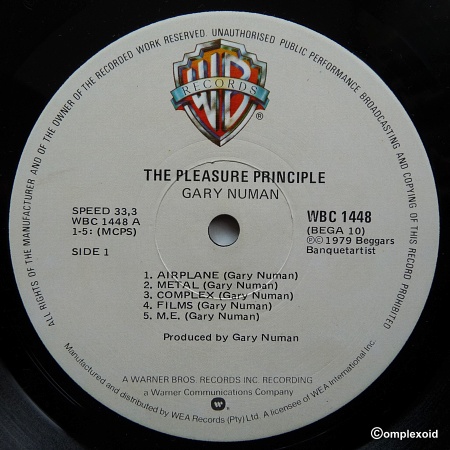 ALL RIGHTS OF THE MANUFACTURER AND OF THE OWNER OF THE RECORDED WORK RESERVED. UNAUTHORISED PUBLIC PERFORMANCE BROADCASTING AND COPYING OF THIS RECORD PROHIBITED
WB
RECORDS
®
THE PLEASURE PRINCIPLE
GARY NUMAN
SPEED 33,3
WBC 1448 A
1-5: (MCPS)
SIDE 1
WBC 1448
(BEGA 10)
Ⓟ© 1979 Beggars
Banquetartist
1. AIRPLANE (Gary Numan)
2. METAL (Gary Numan)
3. COMPLEX (Gary Numan)
4. FILMS (Gary Numan)
5. M.E. (Gary Numan)
Produced by Gary Numan
A WARNER BROS. RECORDS INC. RECORDING
a Warner Communications Company
Manufactured and distributed by WEA Records (Pty) Ltd. A licensee of WEA International Inc.
©omplexoid